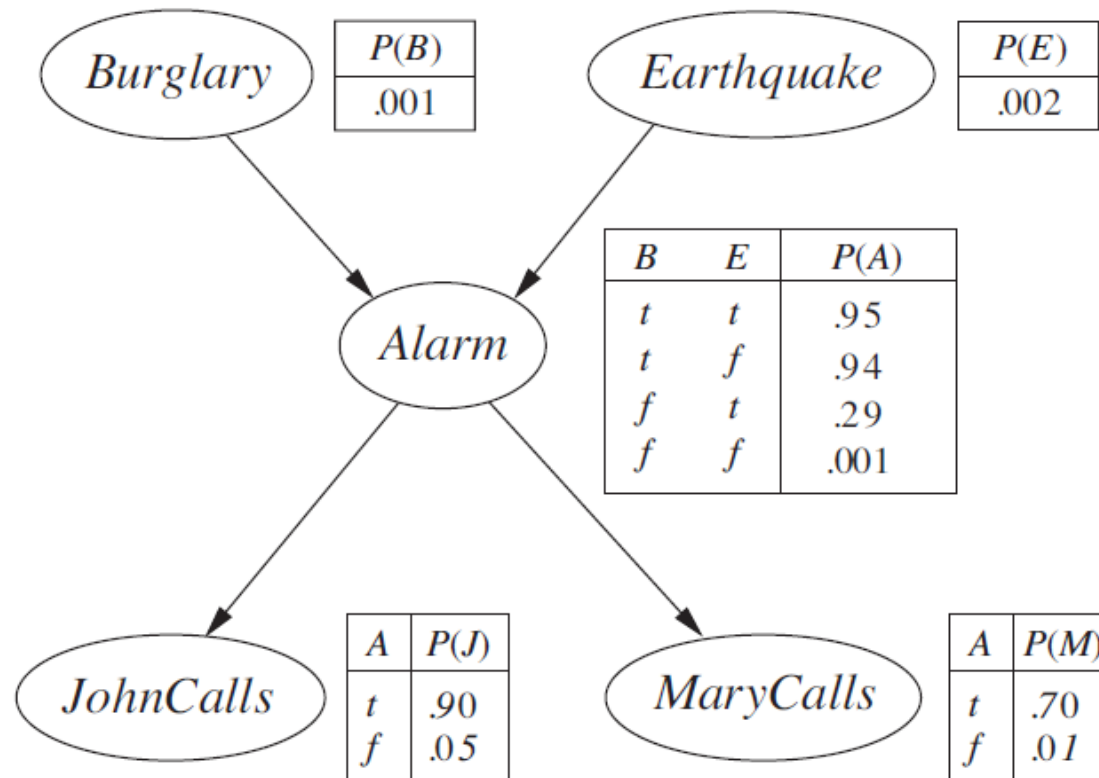 Burglary
P(B)
.001
Earthquake
P(E)
.002
Alarm
B E P(A)
t t .95
t f .94
f t .29
f f .001
JohnCalls
A P(J)
t .90
f .05
MaryCalls
A P(M)
t .70
f .01